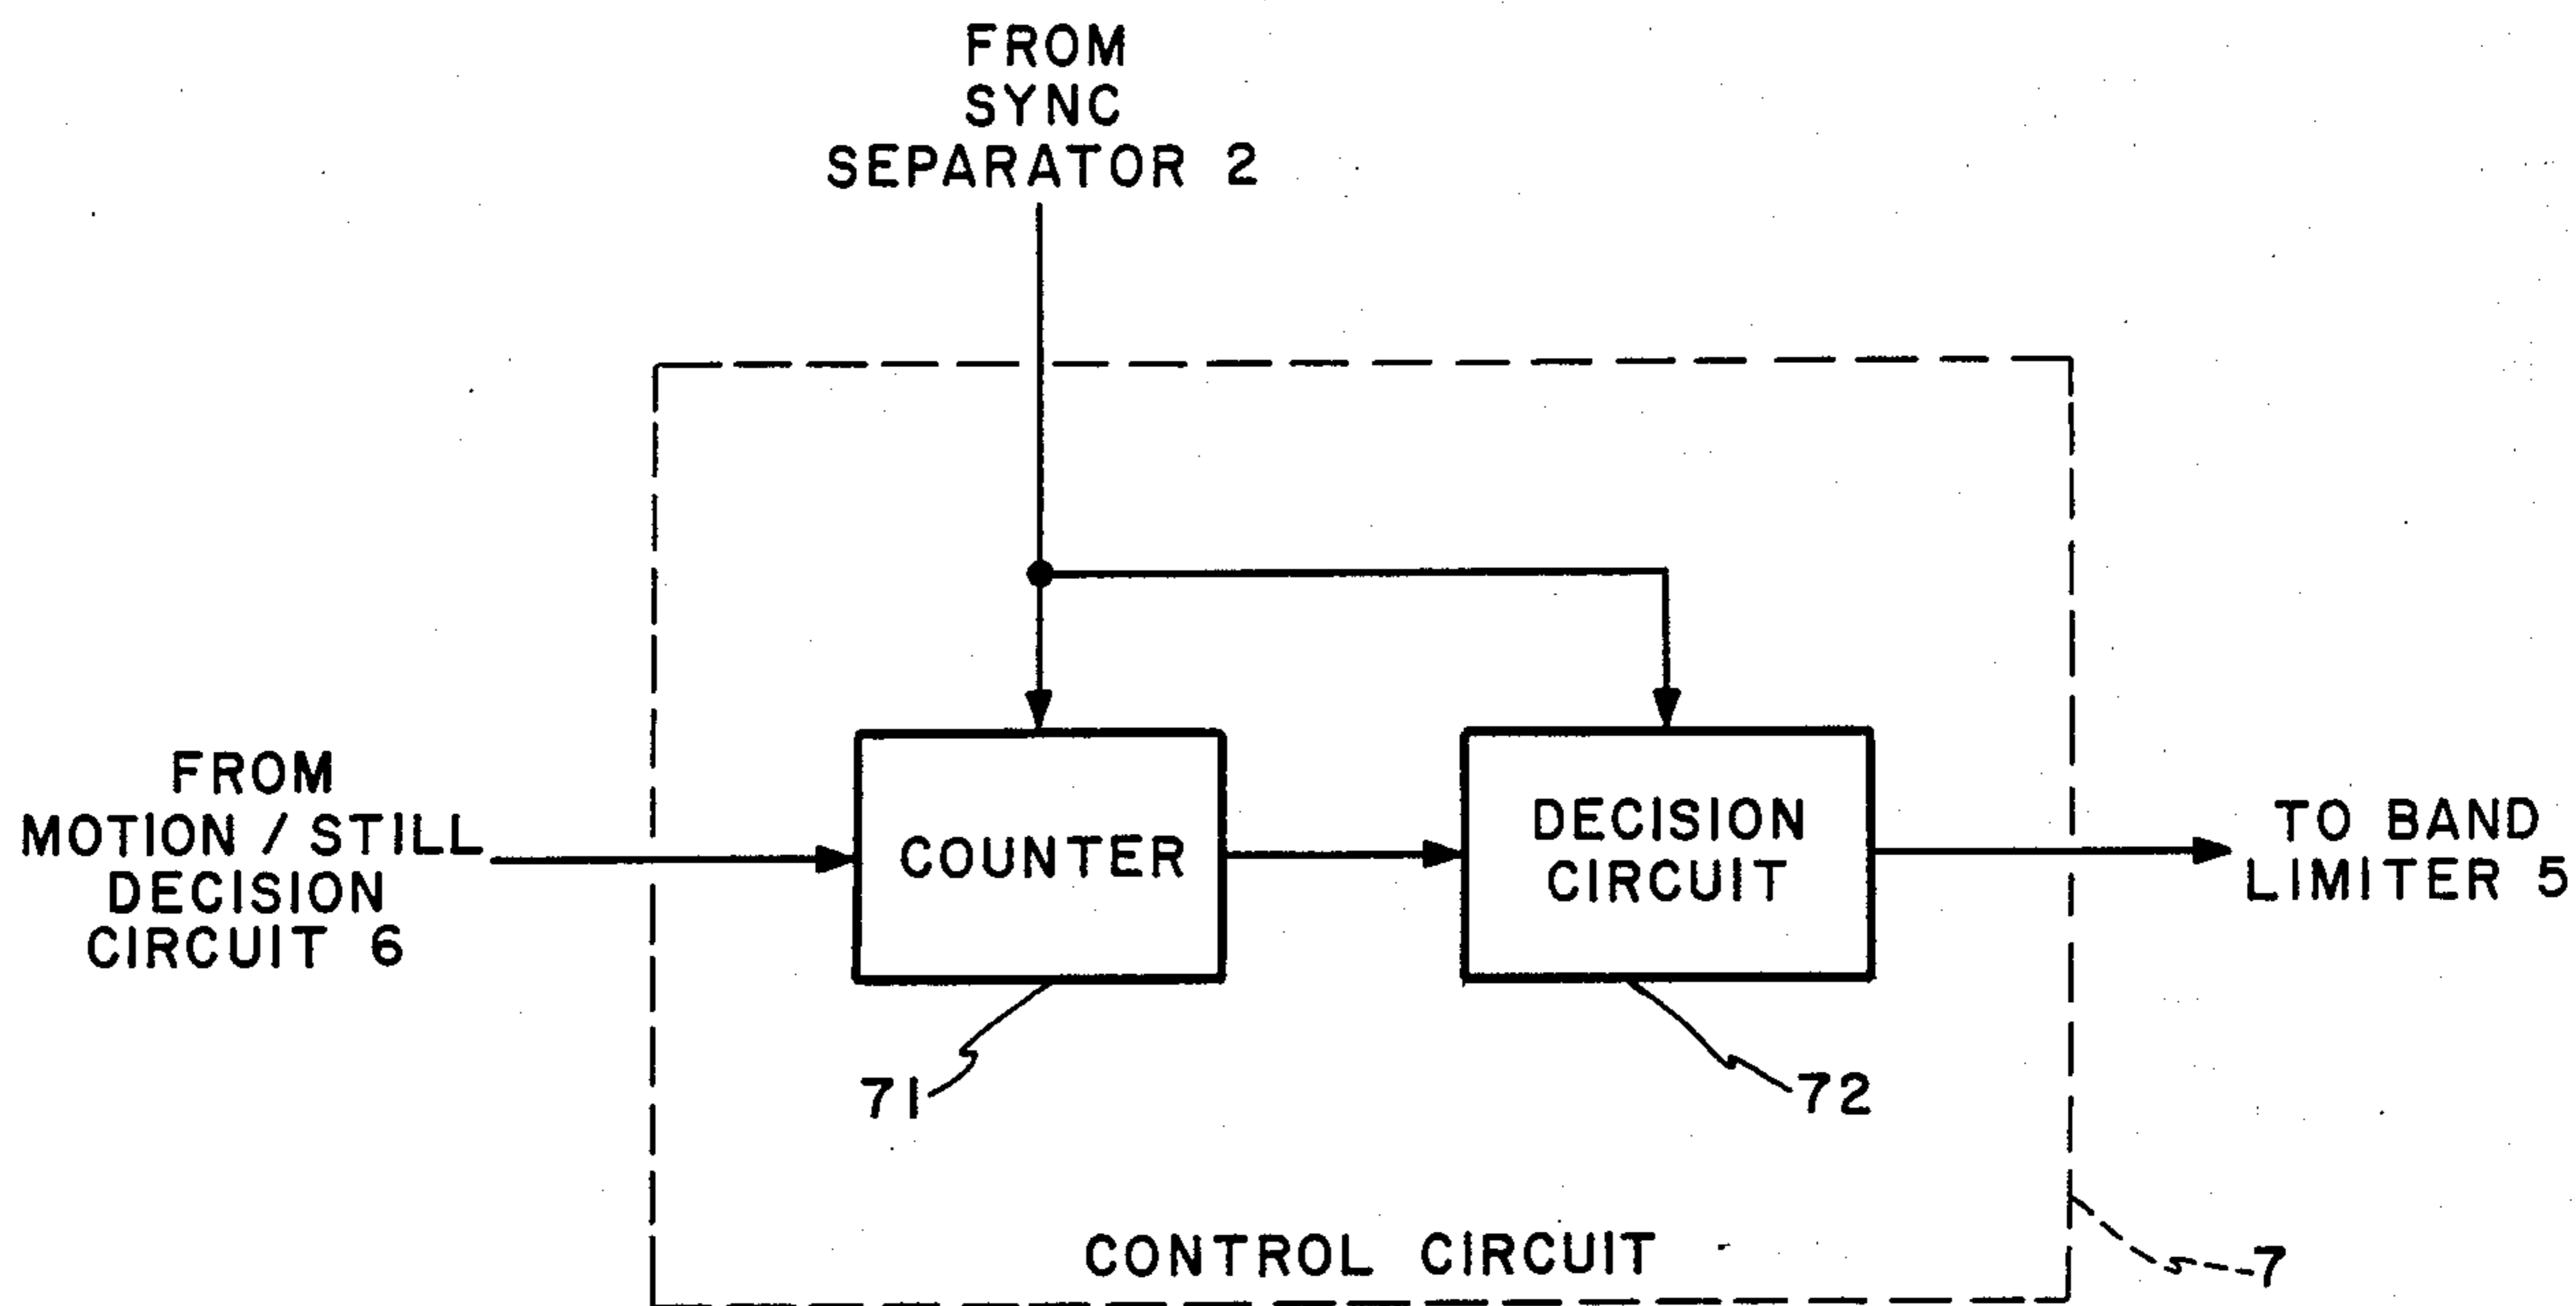 FROM
SYNC
SEPARATOR 2
FROM
MOTION / STILL
DECISION
CIRCUIT 6
COUNTER
DECISION
CIRCUIT
TO BAND
LIMITER 5
71
72
CONTROL CIRCUIT
7